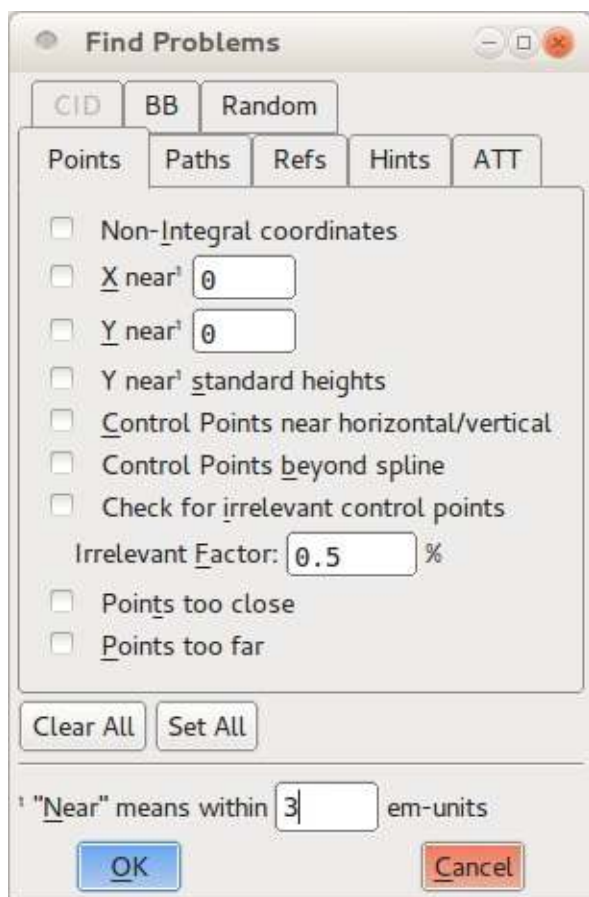 Find Problems
CID BB Random
Points Paths Refs Hints ATT
Non-Integral coordinates
X near¹ 0
Y near¹ 0
Y near¹ standard heights
Control Points near horizontal/vertical
Control Points beyond spline
Check for irrelevant control points
Irrelevant Factor: 0.5 %
Points too close
Points too far
Clear All Set All
¹ "Near" means within 3 em-units
OK Cancel